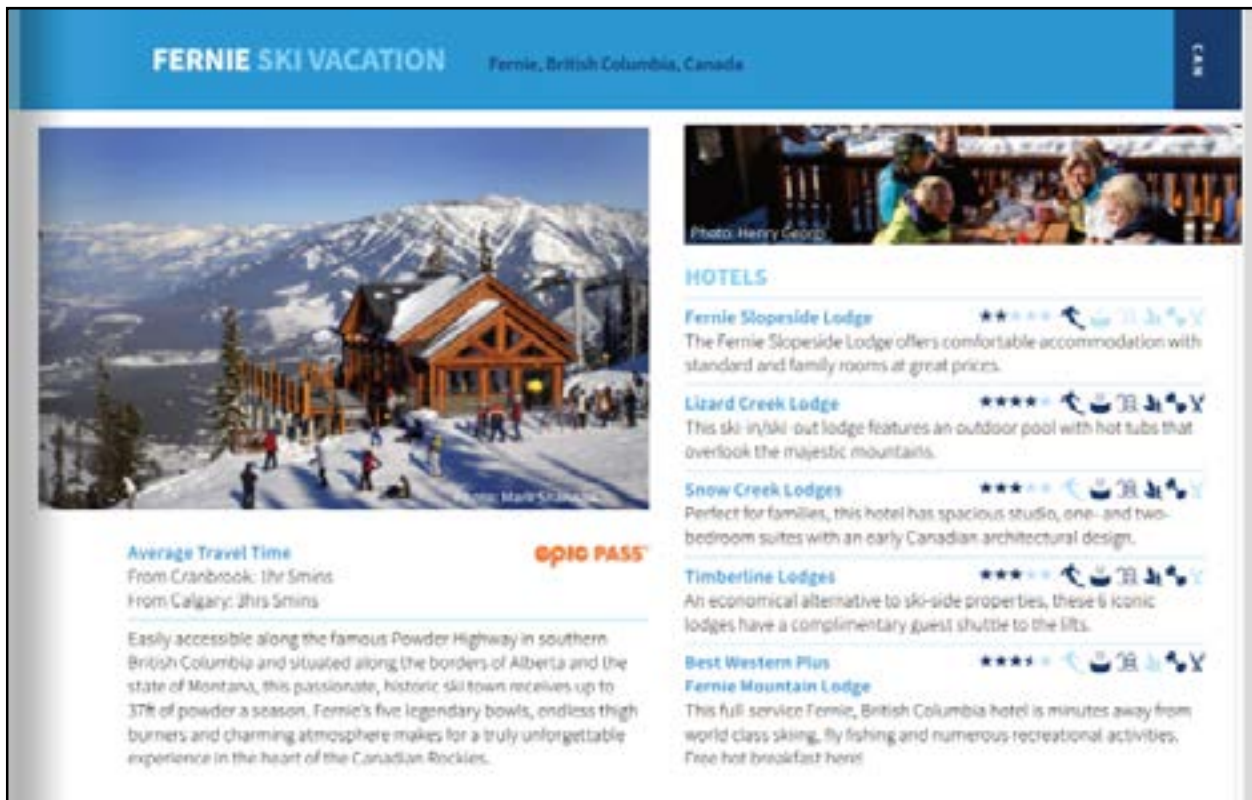 FERNIE SKI VACATION
Fernie, British Columbia, Canada
CAN
Photo: Mark
epic PASS
Average Travel Time
From Cranbrook: 1hr 5mins
From Calgary: 3hrs 5mins
Easily accessible along the famous Powder Highway in southern
British Columbia and situated along the borders of Alberta and the
state of Montana, this passionate, historic ski town receives up to
37ft of powder a season. Fernie's five legendary bowls, endless thigh
burners and charming atmosphere makes for a truly unforgettable
experience in the heart of the Canadian Rockies.
Photo: Henry Georgi
HOTELS
Fernie Slopeside Lodge
The Fernie Slopeside Lodge offers comfortable accommodation with
standard and family rooms at great prices.
Lizard Creek Lodge
This ski-in/ski-out lodge features an outdoor pool with hot tubs that
overlook the majestic mountains.
Snow Creek Lodges
Perfect for families, this hotel has spacious studio, one- and two-
bedroom suites with an early Canadian architectural design.
Timberline Lodges
An economical alternative to ski-side properties, these 6 iconic
lodges have a complimentary guest shuttle to the lifts.
Best Western Plus
Fernie Mountain Lodge
This full service Fernie, British Columbia hotel is minutes away from
world class skiing, fly fishing and numerous recreational activities.
Free hot breakfast here!